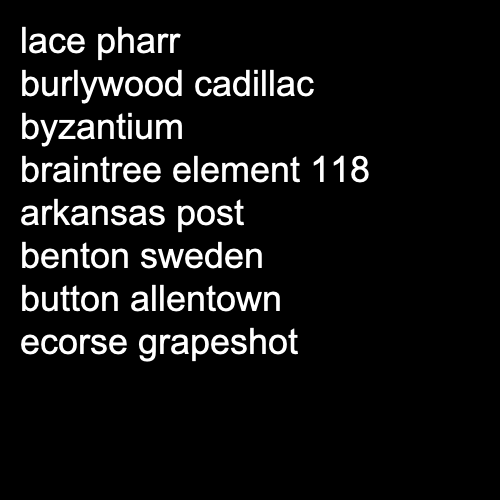 lace pharr
burlywood cadillac
byzantium
braintree element 118
arkansas post
benton sweden
button allentown
ecorse grapeshot